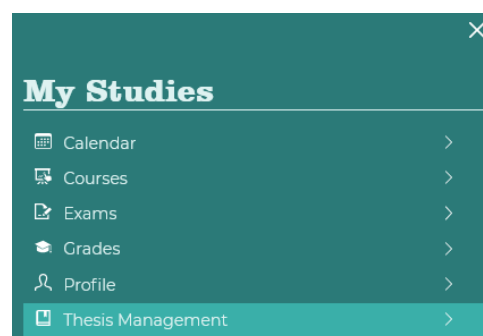 My Studies
Calendar
Courses
Exams
Grades
Profile
Thesis Management